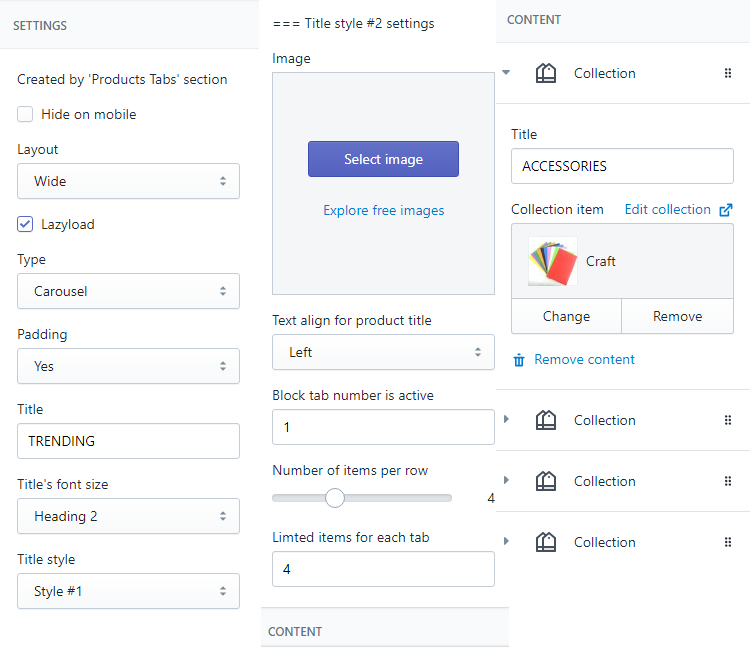 SETTINGS
Created by 'Products Tabs' section
Hide on mobile
Layout
Wide
Lazyload
Type
Carousel
Padding
Yes
Title
TRENDING
Title's font size
Heading 2
Title style
Style #1
=== Title style #2 settings
Image
Select image
Explore free images
Text align for product title
Left
Block tab number is active
1
Number of items per row
4
Limted items for each tab
4
CONTENT
CONTENT
Collection
Title
ACCESSORIES
Collection item Edit collection
Craft
Change Remove
Remove content
Collection
Collection
Collection